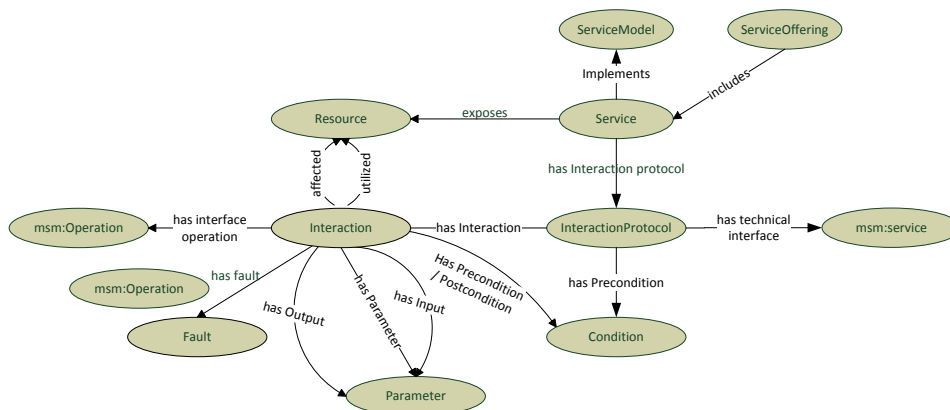 ServiceModel
ServiceOffering
Implements
includes
Resource
exposes
Service
affected
utilized
has Interaction protocol
msm:Operation
has interface
operation
Interaction
has Interaction
InteractionProtocol
has technical
interface
msm:service
msm:Operation
has fault
has Output
has Parameter
has Input
Has Precondition
/ Postcondition
has Precondition
Fault
Condition
Parameter